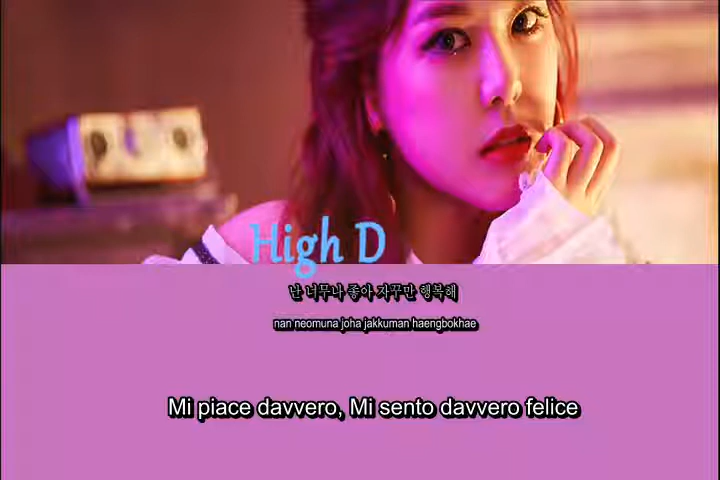 High D
난 너무나 좋아 자꾸만 행복해
nan neomuna joha jakkuman haengbokhae
Mi piace davvero, Mi sento davvero felice